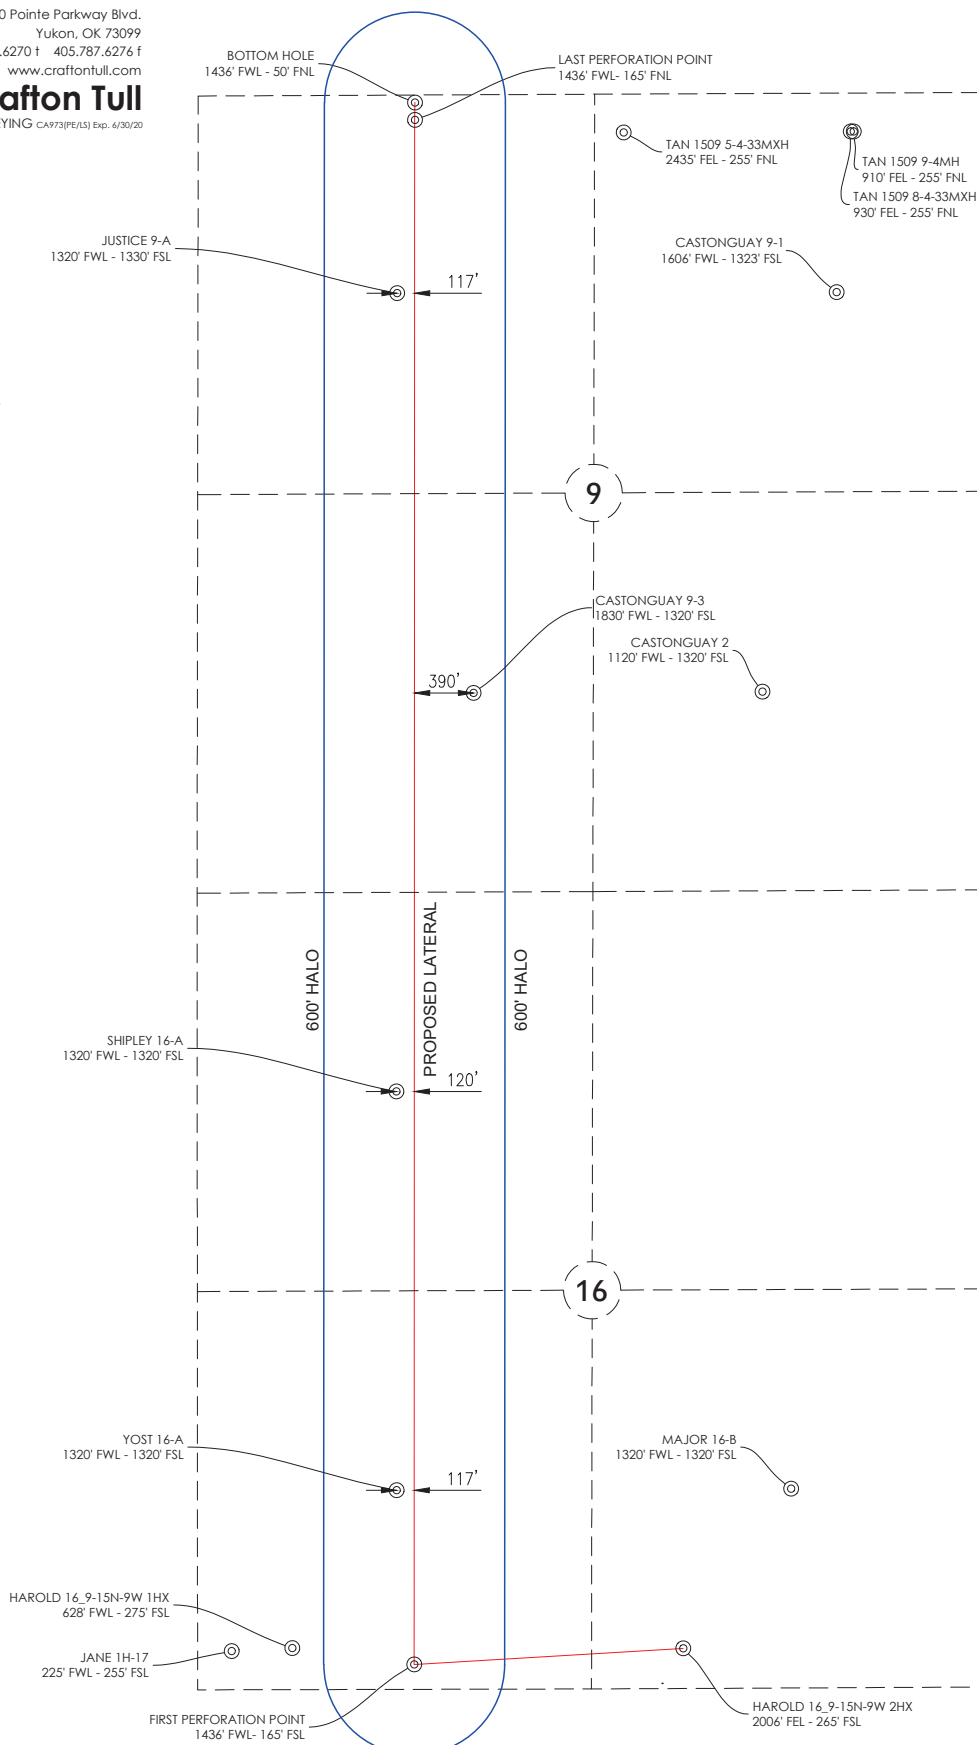 0 Pointe Parkway Blvd.
Yukon, OK 73099
.6270 t 405.787.6276 f
www.craftontull.com
afton Tull
YING CA973(PE/LS) Exp. 6/30/20
BOTTOM HOLE
1436' FWL - 50' FNL
LAST PERFORATION POINT
1436' FWL- 165' FNL
TAN 1509 5-4-33MXH
2435' FEL - 255' FNL
TAN 1509 9-4MH
910' FEL - 255' FNL
TAN 1509 8-4-33MXH
930' FEL - 255' FNL
JUSTICE 9-A
1320' FWL - 1330' FSL
117'
CASTONGUAY 9-1
1606' FWL - 1323' FSL
9
CASTONGUAY 9-3
1830' FWL - 1320' FSL
CASTONGUAY 2
1120' FWL - 1320' FSL
390'
600' HALO
PROPOSED LATERAL
600' HALO
SHIPLEY 16-A
1320' FWL - 1320' FSL
120'
16
YOST 16-A
1320' FWL - 1320' FSL
117'
MAJOR 16-B
1320' FWL - 1320' FSL
HAROLD 16_9-15N-9W 1HX
628' FWL - 275' FSL
JANE 1H-17
225' FWL - 255' FSL
FIRST PERFORATION POINT
1436' FWL- 165' FSL
HAROLD 16_9-15N-9W 2HX
2006' FEL - 265' FSL